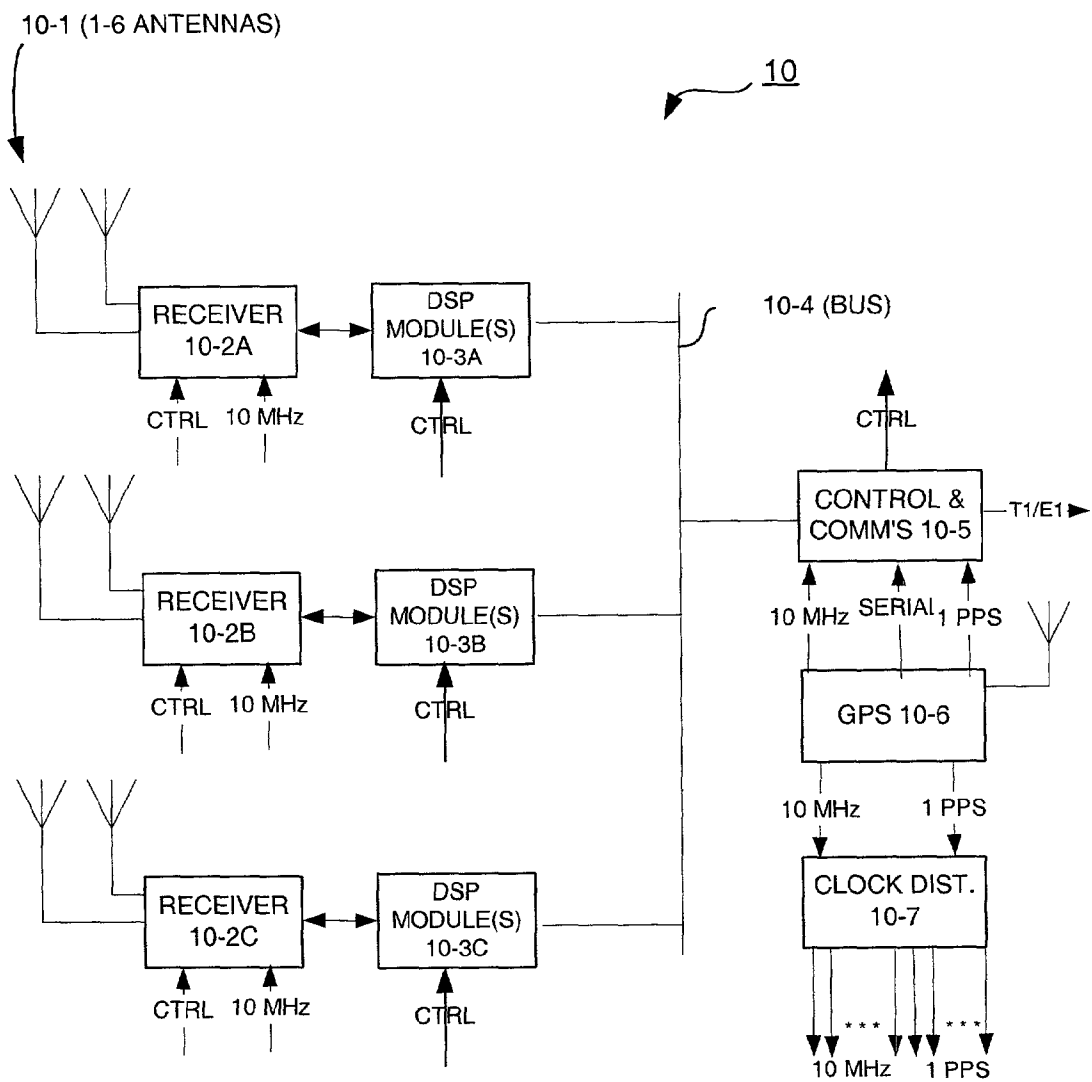 10-1 (1-6 ANTENNAS)
10
RECEIVER
10-2A
DSP
MODULE(S)
10-3A
10-4 (BUS)
CTRL
10 MHz
CTRL
CTRL
CONTROL &
COMM'S 10-5
T1/E1
RECEIVER
10-2B
DSP
MODULE(S)
10-3B
10 MHz
SERIAL
1 PPS
CTRL
10 MHz
CTRL
GPS 10-6
10 MHz
1 PPS
RECEIVER
10-2C
DSP
MODULE(S)
10-3C
CLOCK DIST.
10-7
CTRL
10 MHz
CTRL
* * *
* * *
10 MHz
1 PPS